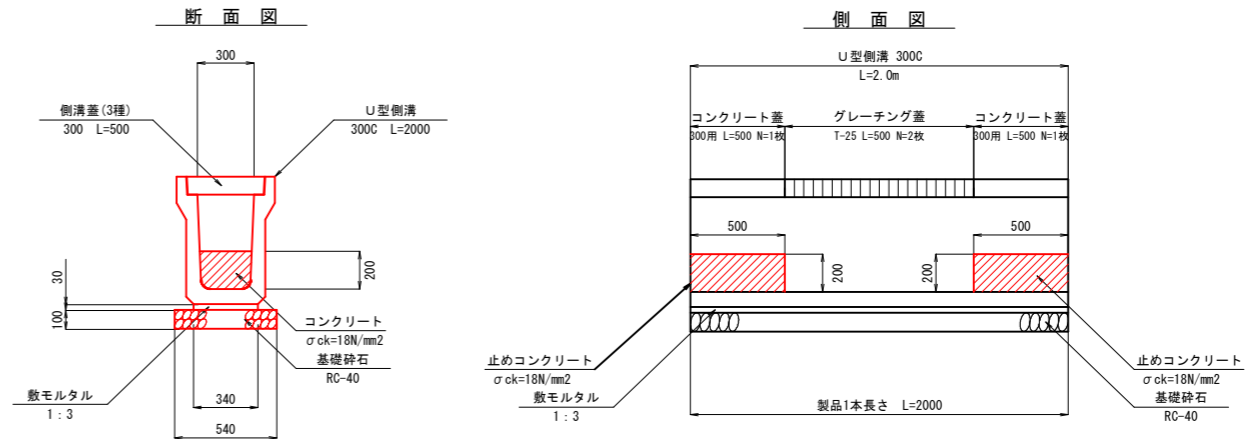 断 面 図
300
側溝蓋(3種)
300 L=500
U型側溝
300C L=2000
200
30
100
コンクリート
σck=18N/mm2
基礎砕石
RC-40
敷モルタル
1：3
340
540
側 面 図
U型側溝 300C
L=2.0m
コンクリート蓋
300用 L=500 N=1枚
グレーチング蓋
T-25 L=500 N=2枚
コンクリート蓋
300用 L=500 N=1枚
500
500
200
200
止めコンクリート
σck=18N/mm2
敷モルタル
1：3
止めコンクリート
σck=18N/mm2
基礎砕石
RC-40
製品1本長さ L=2000